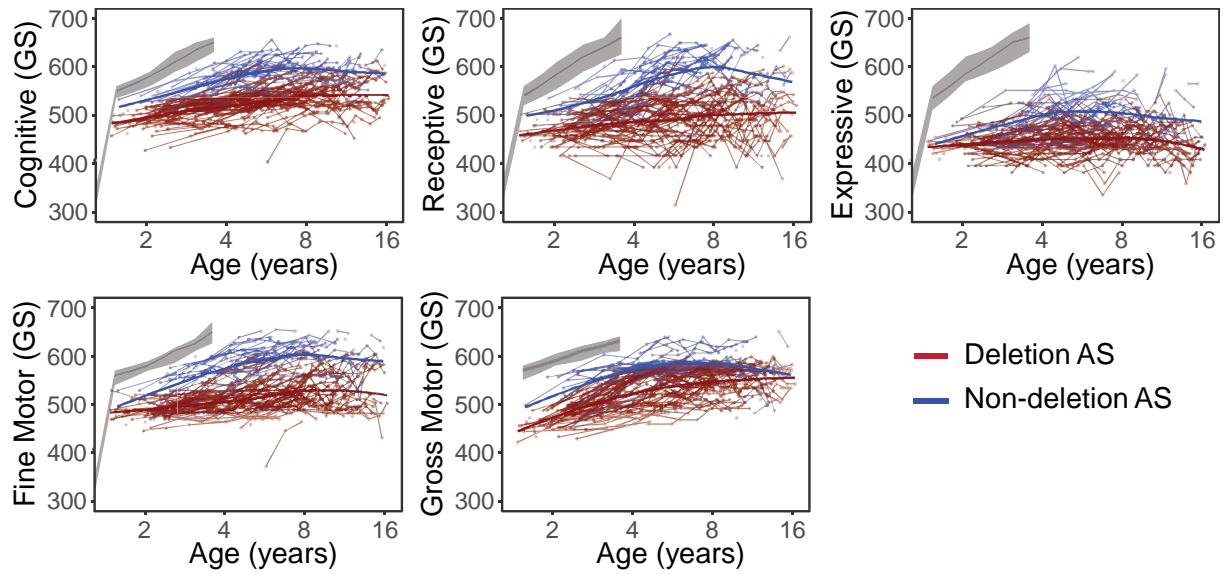 Cognitive (GS)
700
600
500
400
300
2 4 8 16
Age (years)
Receptive (GS)
700
600
500
400
300
2 4 8 16
Age (years)
Expressive (GS)
700
600
500
400
300
2 4 8 16
Age (years)
Fine Motor (GS)
700
600
500
400
300
2 4 8 16
Age (years)
Gross Motor (GS)
700
600
500
400
300
2 4 8 16
Age (years)
Deletion AS
Non-deletion AS